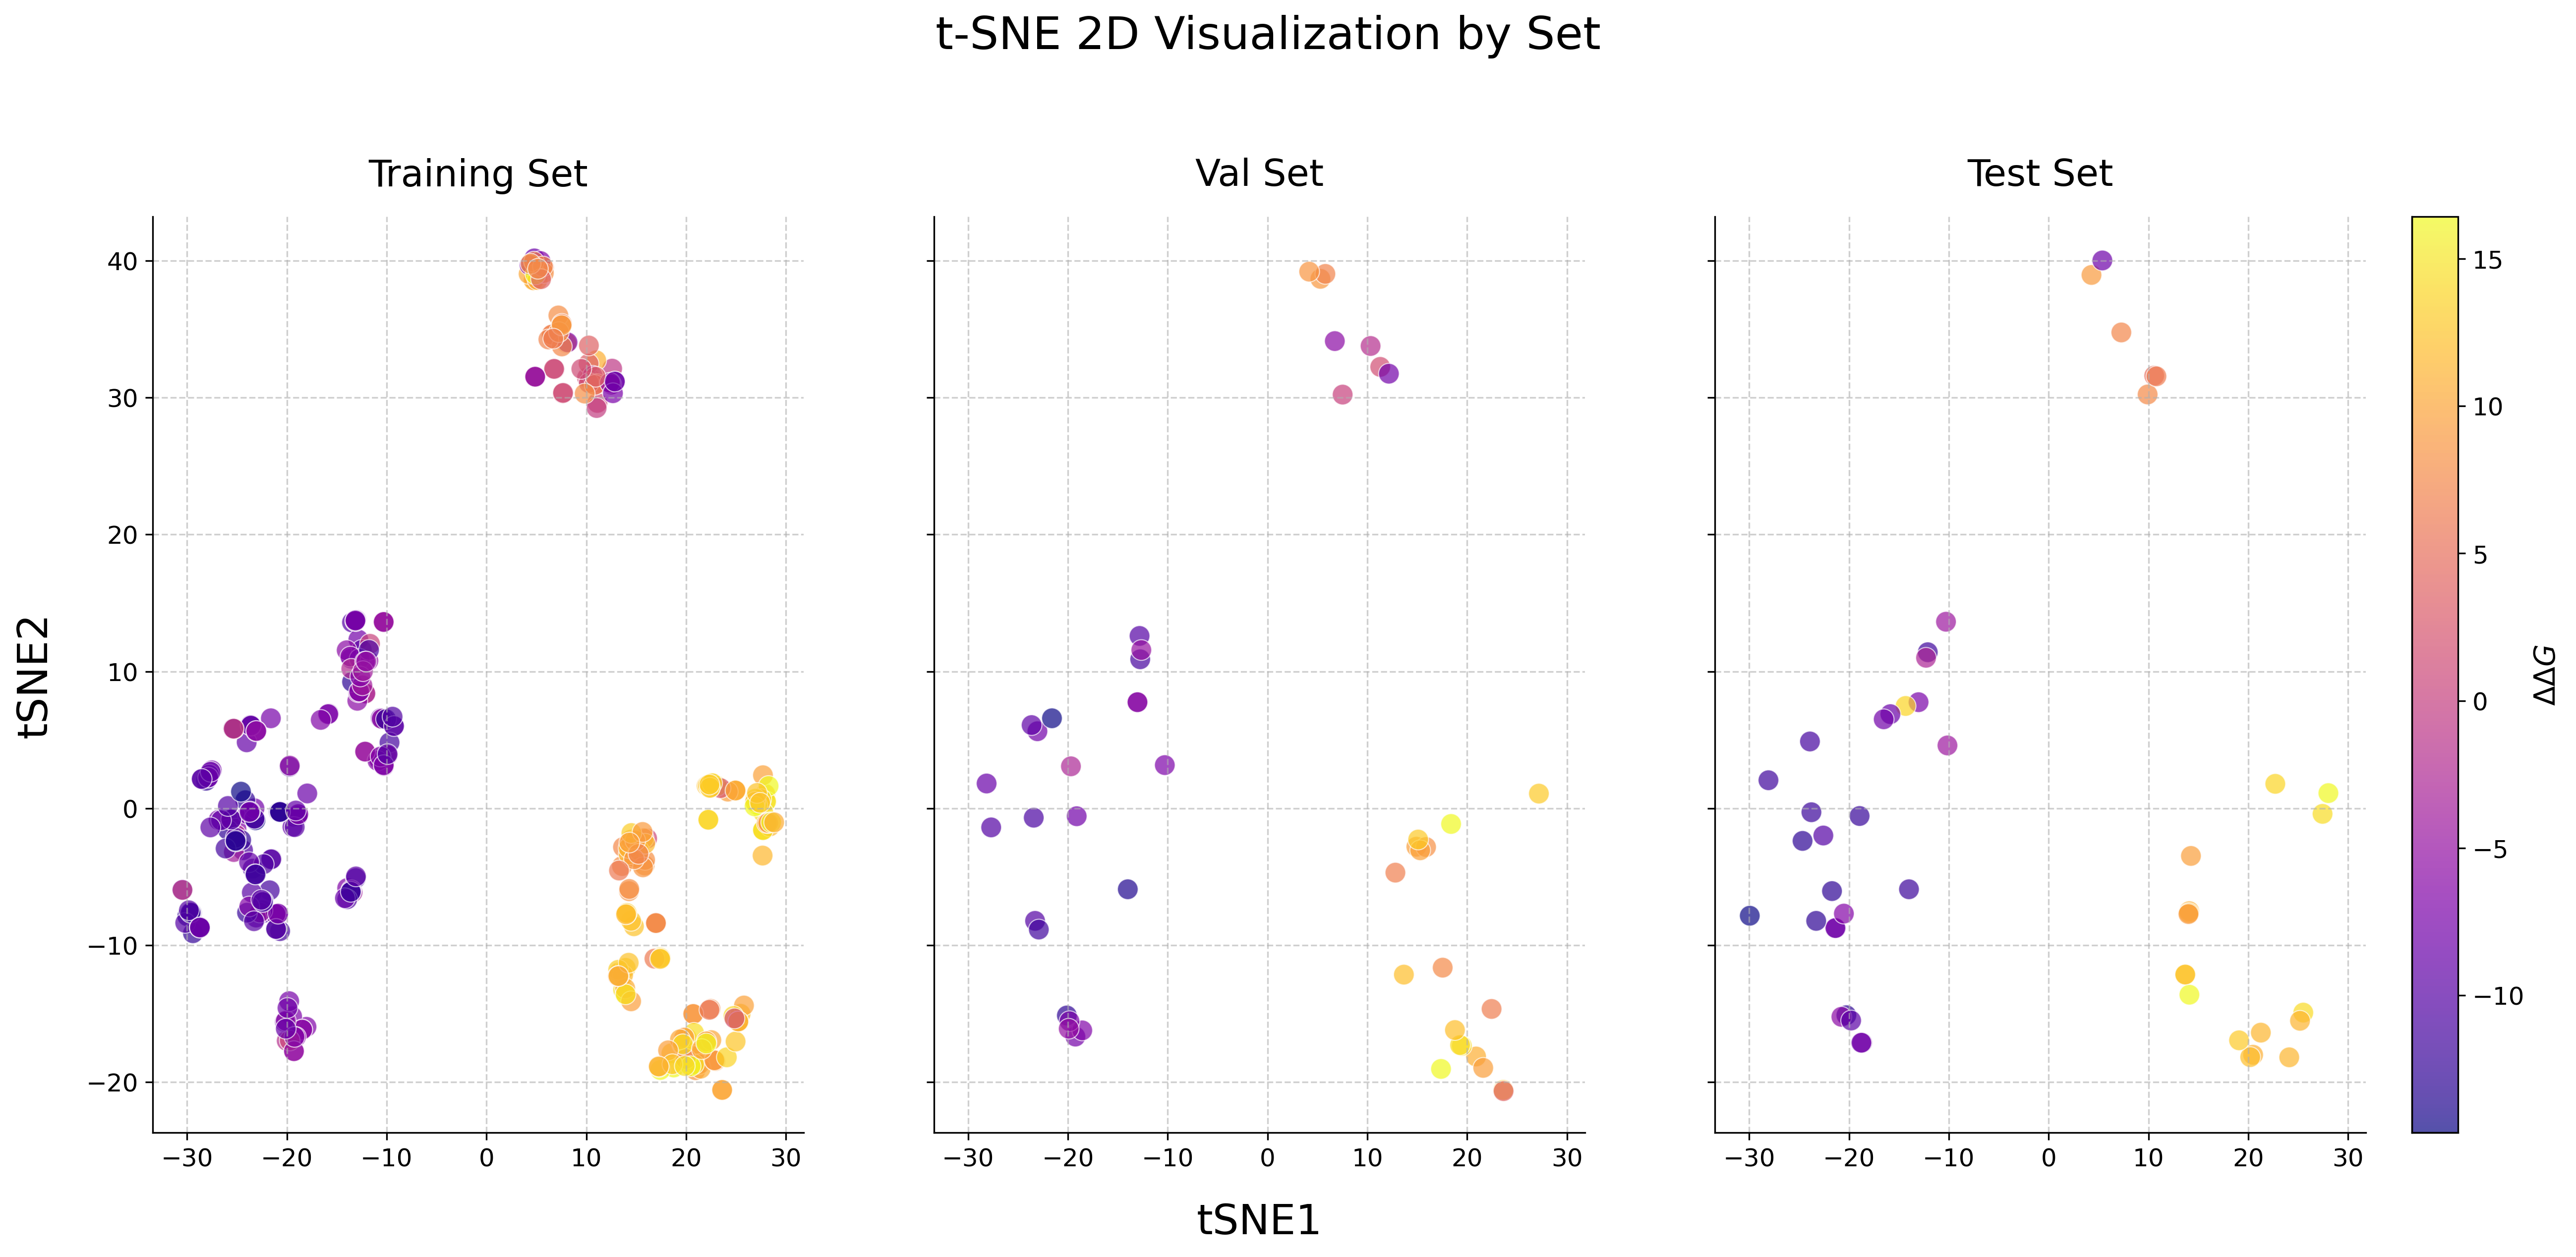 t-SNE 2D Visualization by Set
Training Set
Val Set
Test Set
tSNE2
40
30
20
10
0
−10
−20
−30 −20 −10 0 10 20 30
−30 −20 −10 0 10 20 30
−30 −20 −10 0 10 20 30
tSNE1
15
10
5
0
−5
−10
ΔΔG